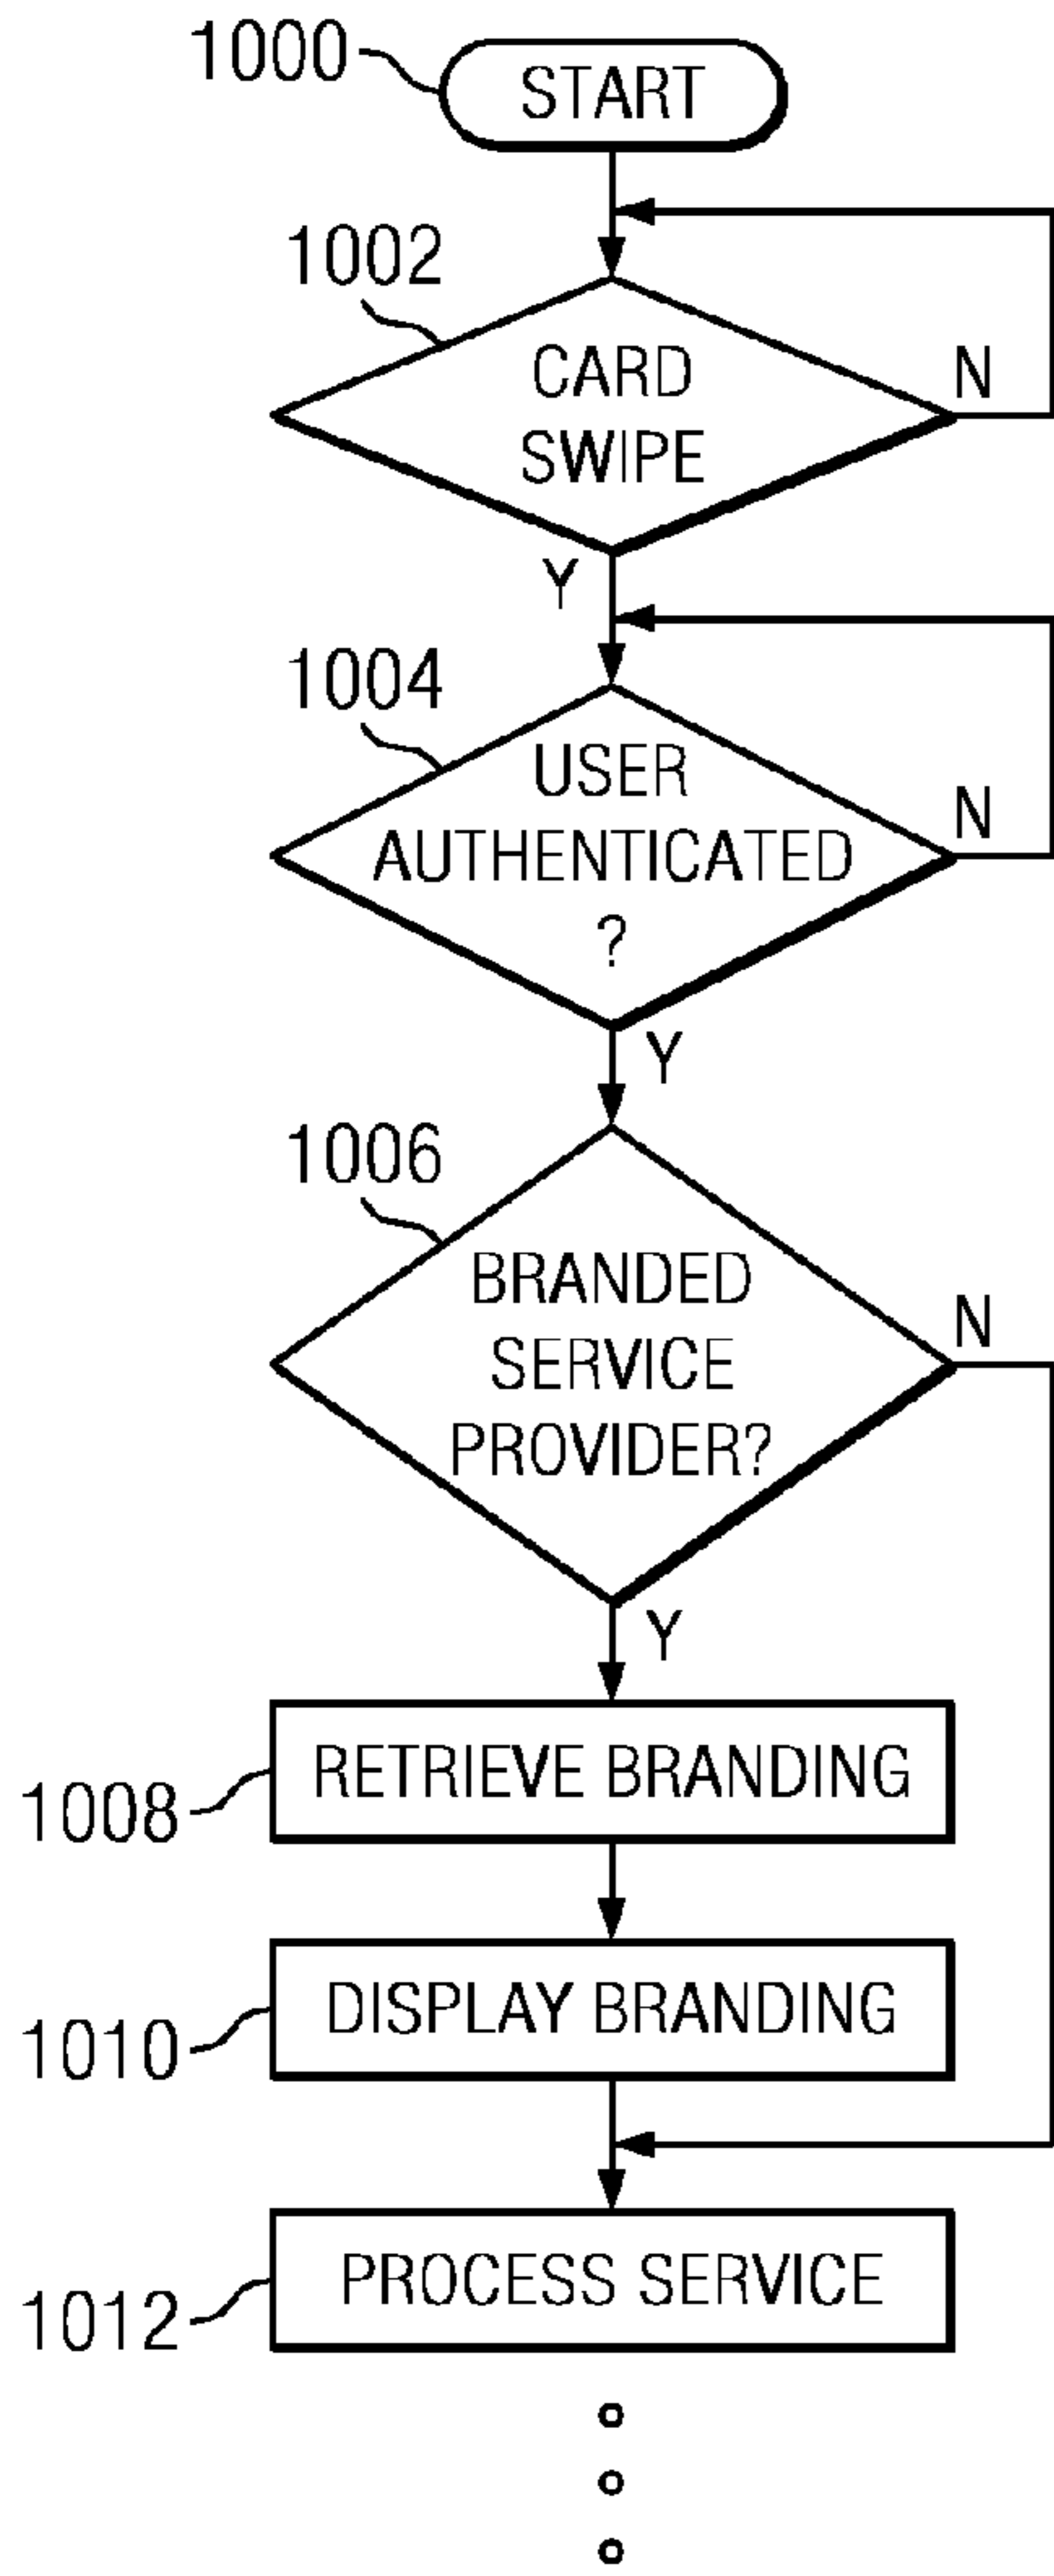 1000
START
1002
CARD
SWIPE
N
Y
1004
USER
AUTHENTICATED
?
N
Y
1006
BRANDED
SERVICE
PROVIDER?
N
Y
1008
RETRIEVE BRANDING
1010
DISPLAY BRANDING
1012
PROCESS SERVICE